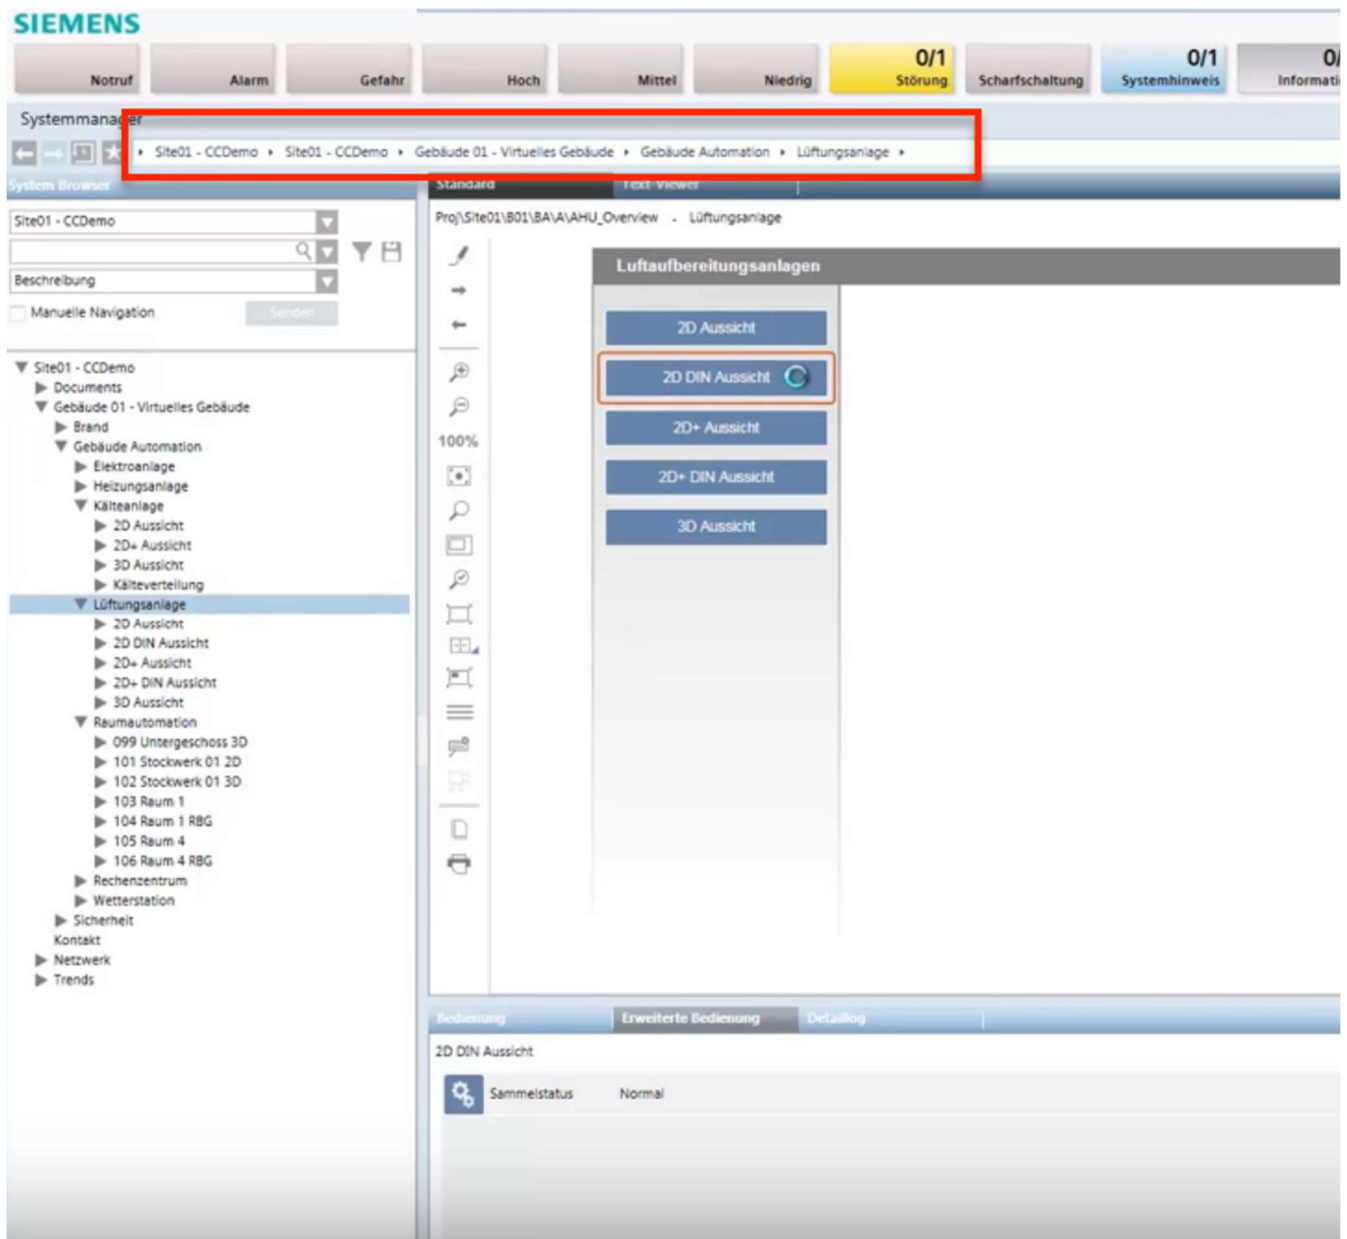 SIEMENS
Notruf
Alarm
Gefahr
Hoch
Mittel
Niedrig
0/1
Störung
Scharfschaltung
0/1
Systemhinweis
0/
Informati
Systemmanager
Site01 - CCDemo
Site01 - CCDemo
Gebäude 01 - Virtuelles Gebäude
Gebäude Automation
Lüftungsanlage
System Browser
Standard
Text-Viewer
Site01 - CCDemo
Beschreibung
Manuelle Navigation
Senden
Site01 - CCDemo
Documents
Gebäude 01 - Virtuelles Gebäude
Brand
Gebäude Automation
Elektroanlage
Heizungsanlage
Kälteanlage
2D Aussicht
2D+ Aussicht
3D Aussicht
Kälteverteilung
Lüftungsanlage
2D Aussicht
2D DIN Aussicht
2D+ Aussicht
2D+ DIN Aussicht
3D Aussicht
Raumautomation
099 Untergeschoss 3D
101 Stockwerk 01 2D
102 Stockwerk 01 3D
103 Raum 1
104 Raum 1 RBG
105 Raum 4
106 Raum 4 RBG
Rechenzentrum
Wetterstation
Sicherheit
Kontakt
Netzwerk
Trends
Proj\Site01\B01\BA\A\AHU_Overview - Lüftungsanlage
100%
Luftaufbereitungsanlagen
2D Aussicht
2D DIN Aussicht
2D+ Aussicht
2D+ DIN Aussicht
3D Aussicht
Bedienung
Erweiterte Bedienung
Detaillog
2D DIN Aussicht
Sammelstatus
Normal